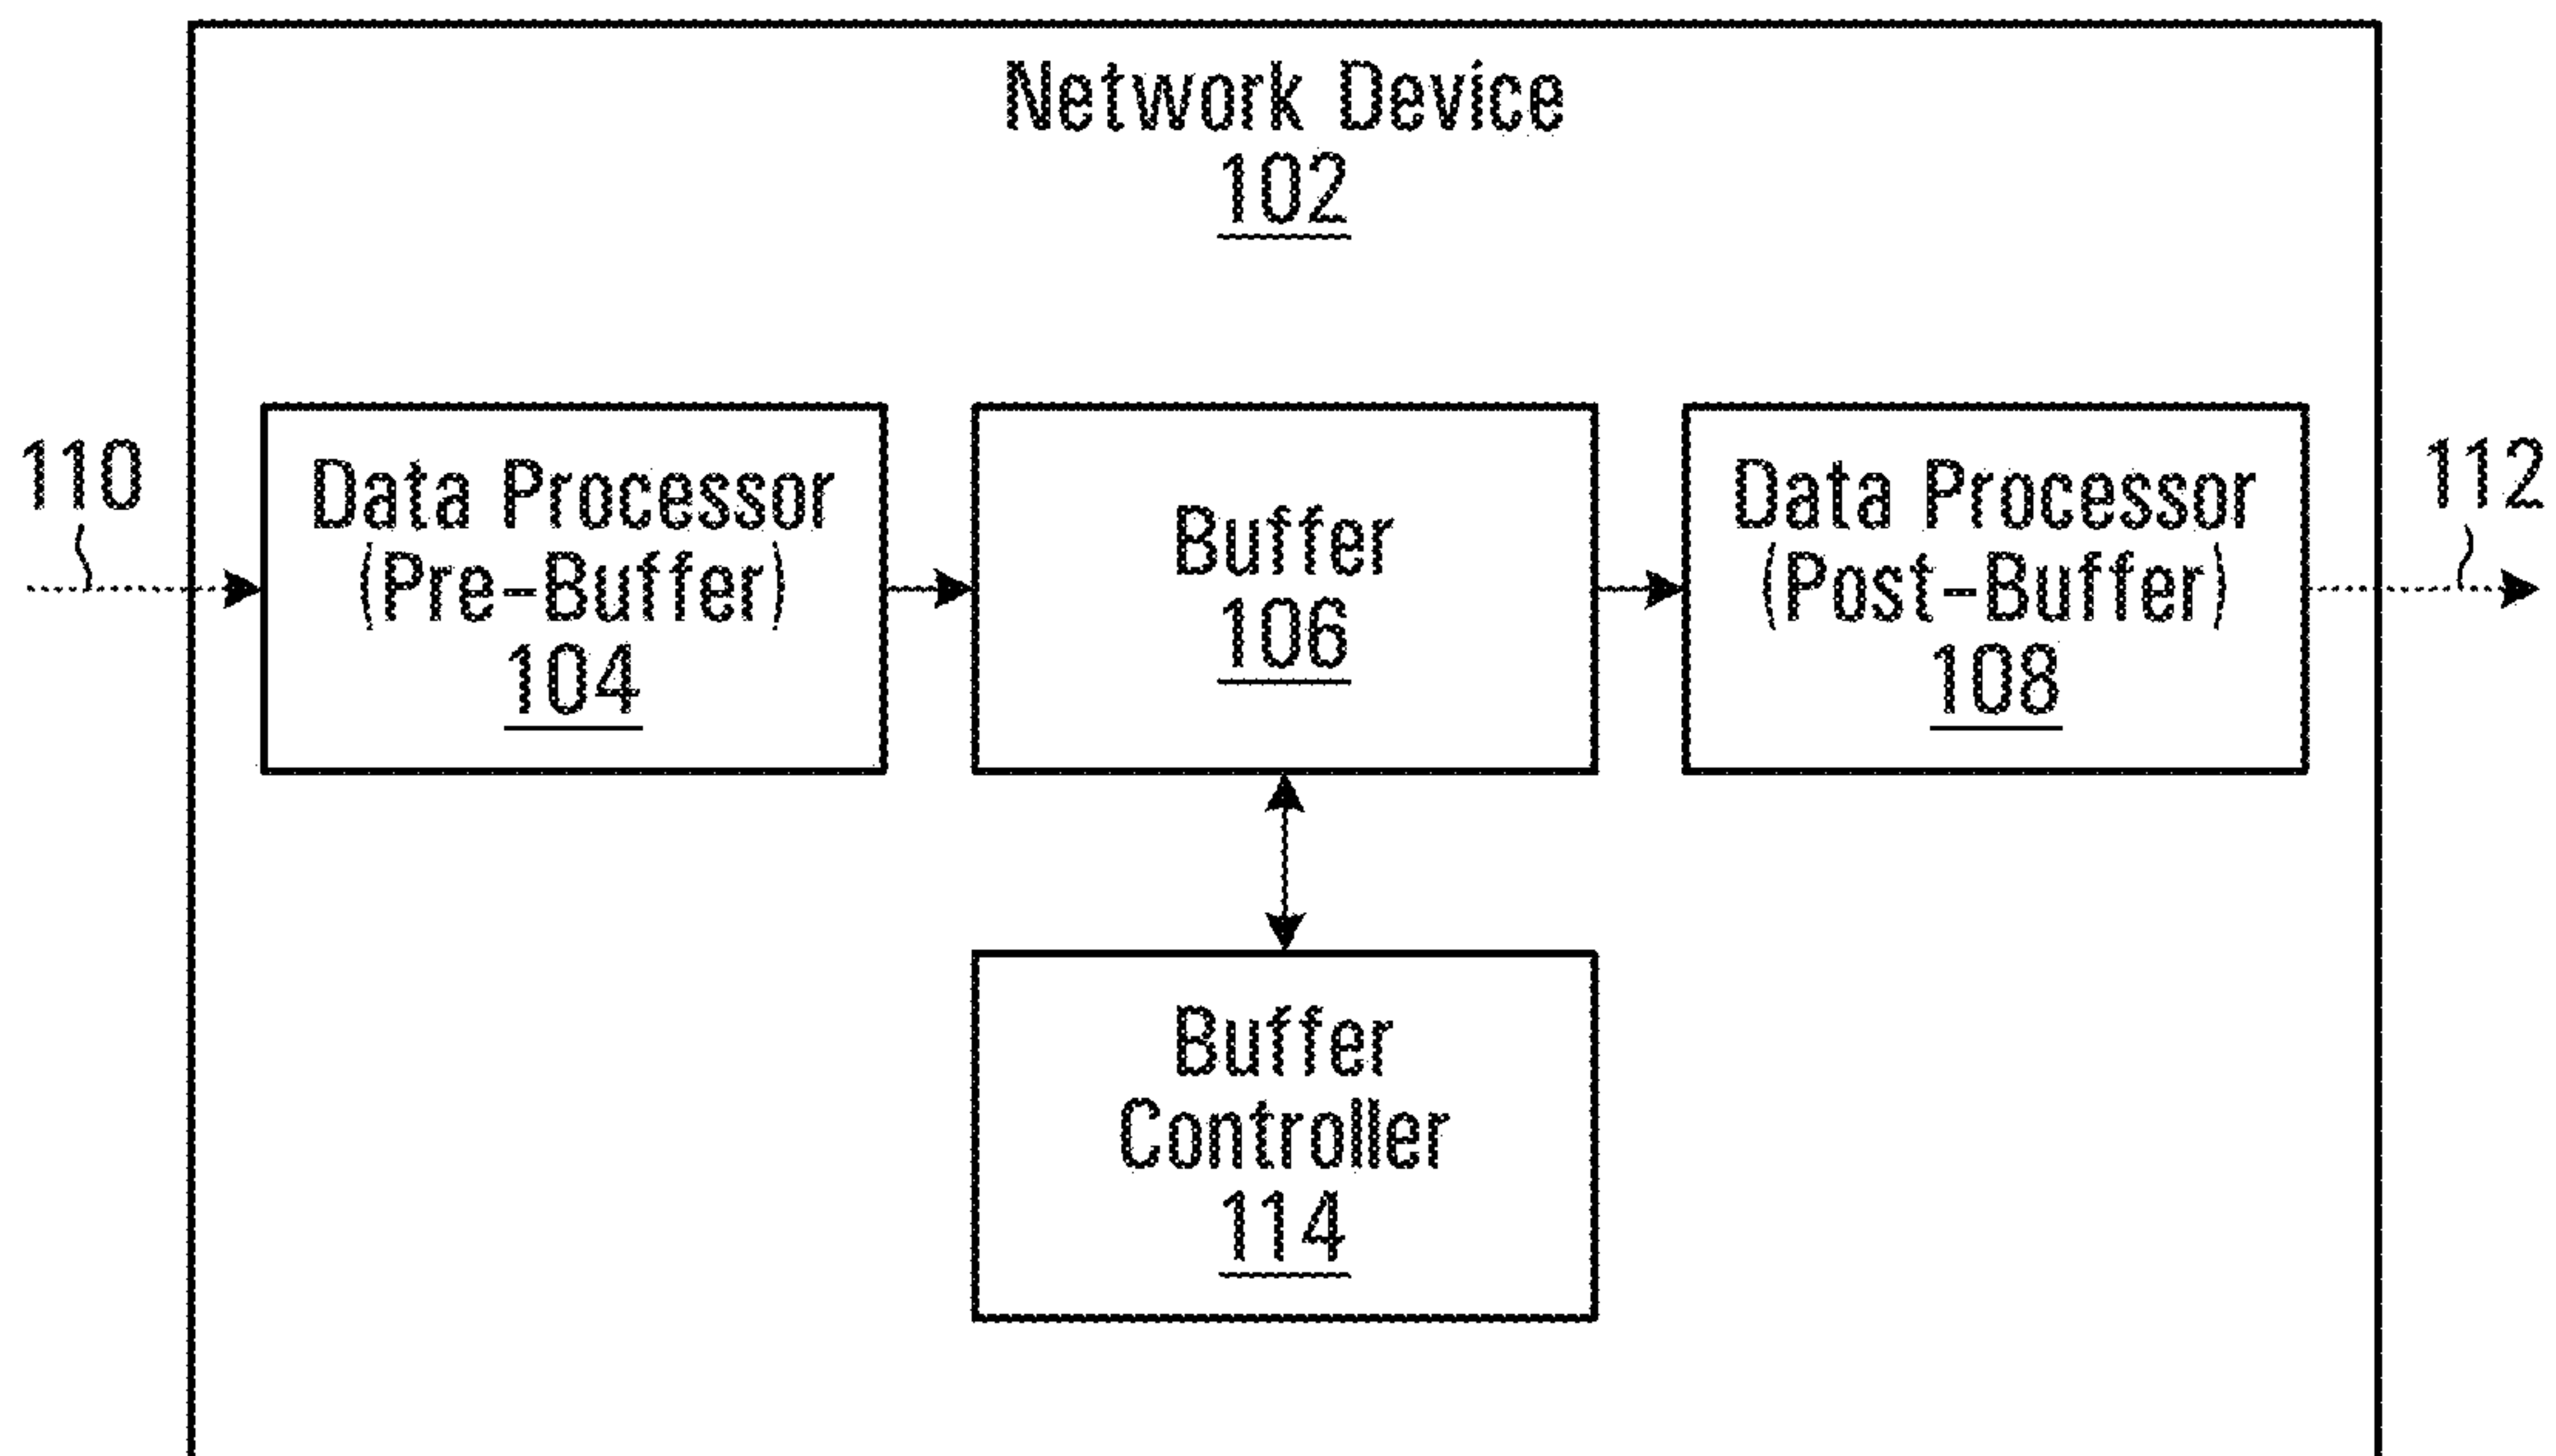 Network Device
102
110
Data Processor
(Pre-Buffer)
104
Buffer
106
Data Processor
(Post-Buffer)
108
112
Buffer
Controller
114